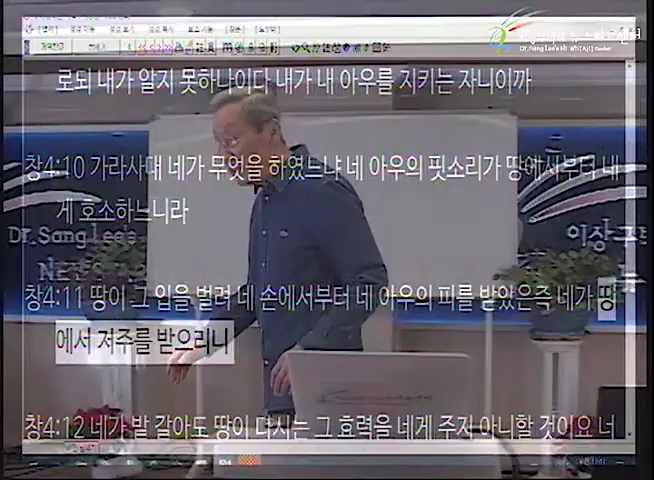 로되 내가 알지 못하나이다 내가 내 아우를 지키는 자니이까
창4:10 가라사대 네가 무엇을 하였느냐 네 아우의 핏소리가 땅에서부터 내
게 호소하느니라
창4:11 땅이 그 입을 벌려 네 손에서부터 네 아우의 피를 받았은즉 네가 땅
에서 저주를 받으리니
창4:12 네가 밭 갈아도 땅이 다시는 그 효력을 네게 주지 아니할 것이요 너
Dr.Sang Lee's
이상구